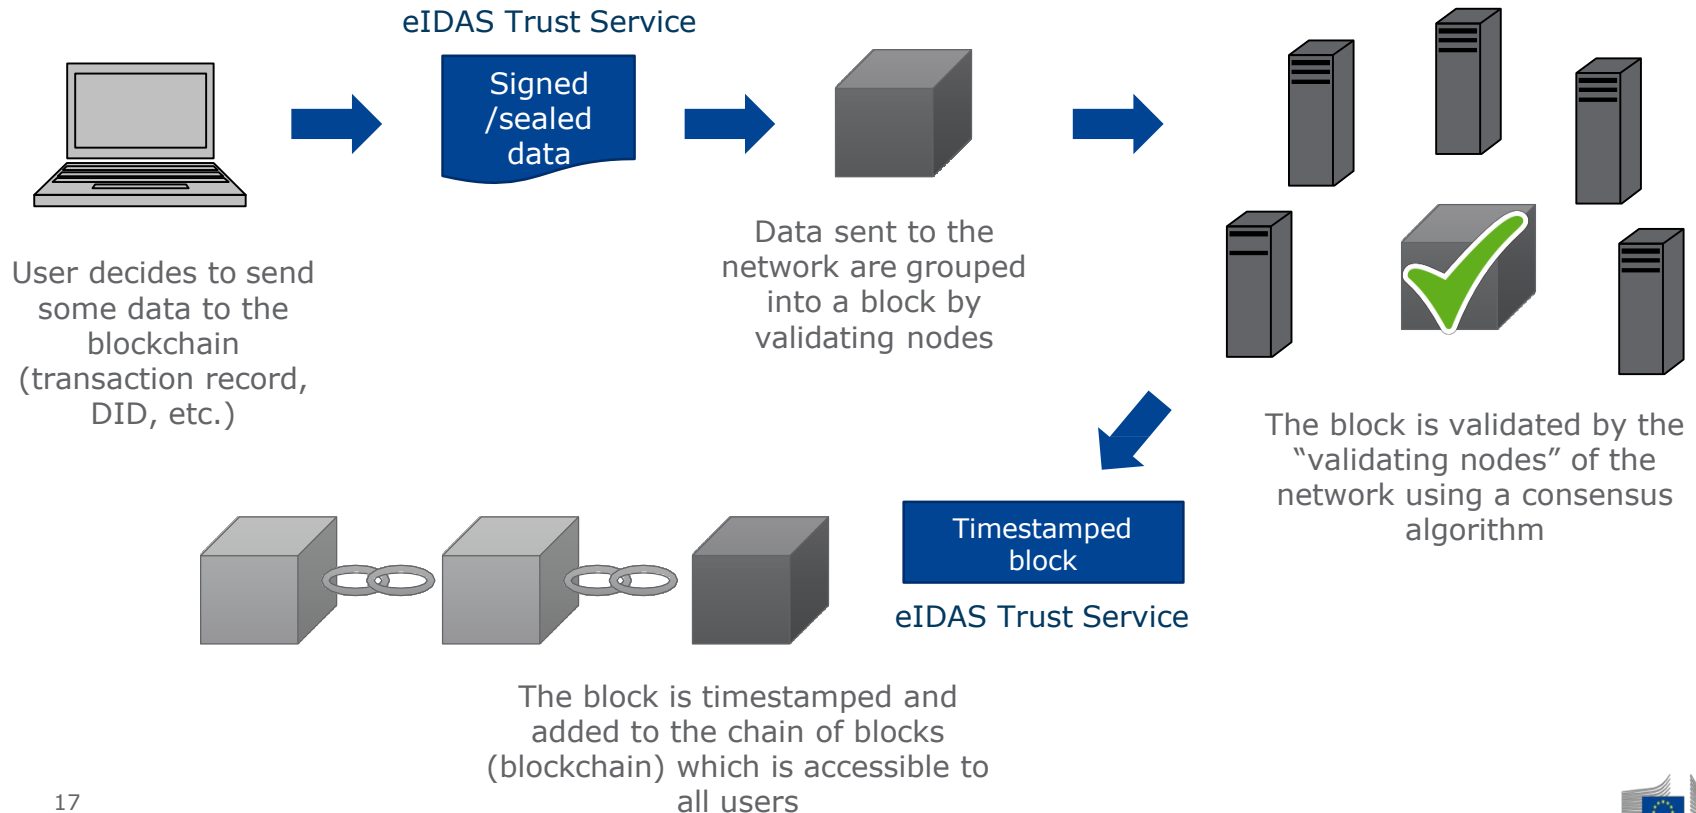 eIDAS Trust Service
Signed
/sealed
data
User decides to send
some data to the
blockchain
(transaction record,
DID, etc.)
Data sent to the
network are grouped
into a block by
validating nodes
The block is validated by the
“validating nodes” of the
network using a consensus
algorithm
Timestamped
block
eIDAS Trust Service
The block is timestamped and
added to the chain of blocks
(blockchain) which is accessible to
all users
17